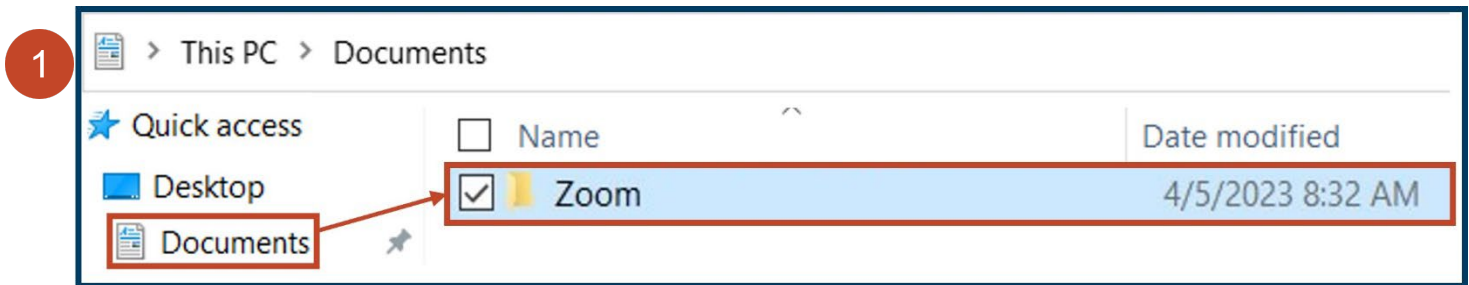 1
This PC > Documents
Quick access
Name Date modified
Desktop
Zoom 4/5/2023 8:32 AM
Documents